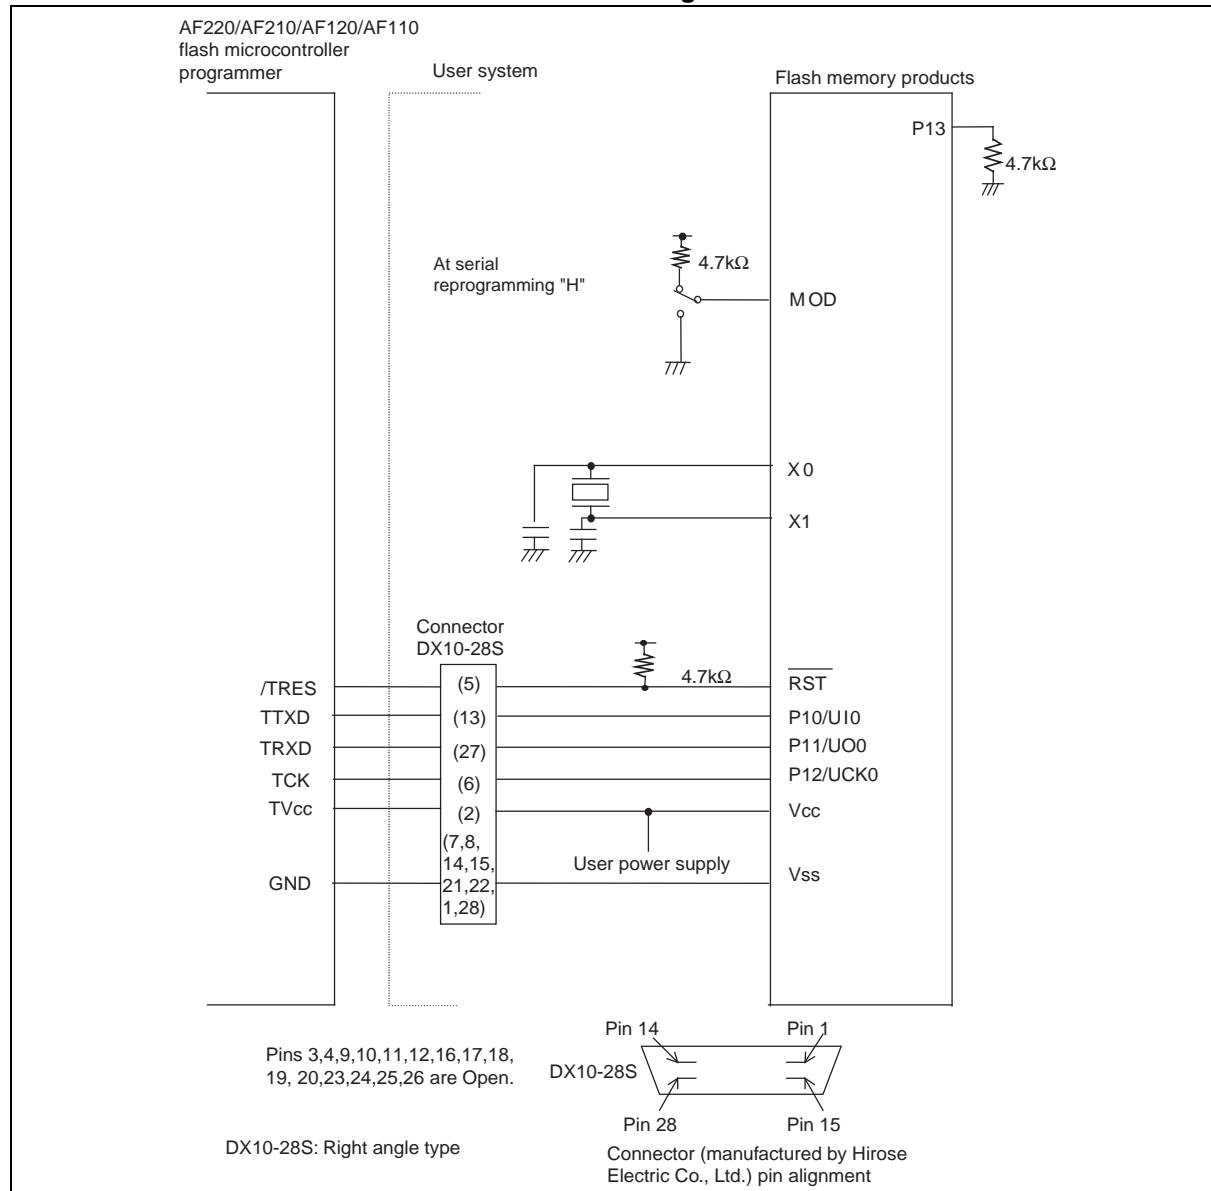 AF220/AF210/AF120/AF110
flash microcontroller
programmer
User system
Flash memory products
P13
4.7kΩ
At serial
reprogramming "H"
4.7kΩ
MOD
X0
X1
Connector
DX10-28S
/TRES
(5)
4.7kΩ
RST
TTXD
(13)
P10/UI0
TRXD
(27)
P11/UO0
TCK
(6)
P12/UCK0
TVcc
(2)
Vcc
(7,8,
14,15,
21,22,
1,28)
User power supply
GND
Vss
Pins 3,4,9,10,11,12,16,17,18,
19, 20,23,24,25,26 are Open.
DX10-28S: Right angle type
Pin 14
Pin 1
DX10-28S
Pin 28
Pin 15
Connector (manufactured by Hirose
Electric Co., Ltd.) pin alignment